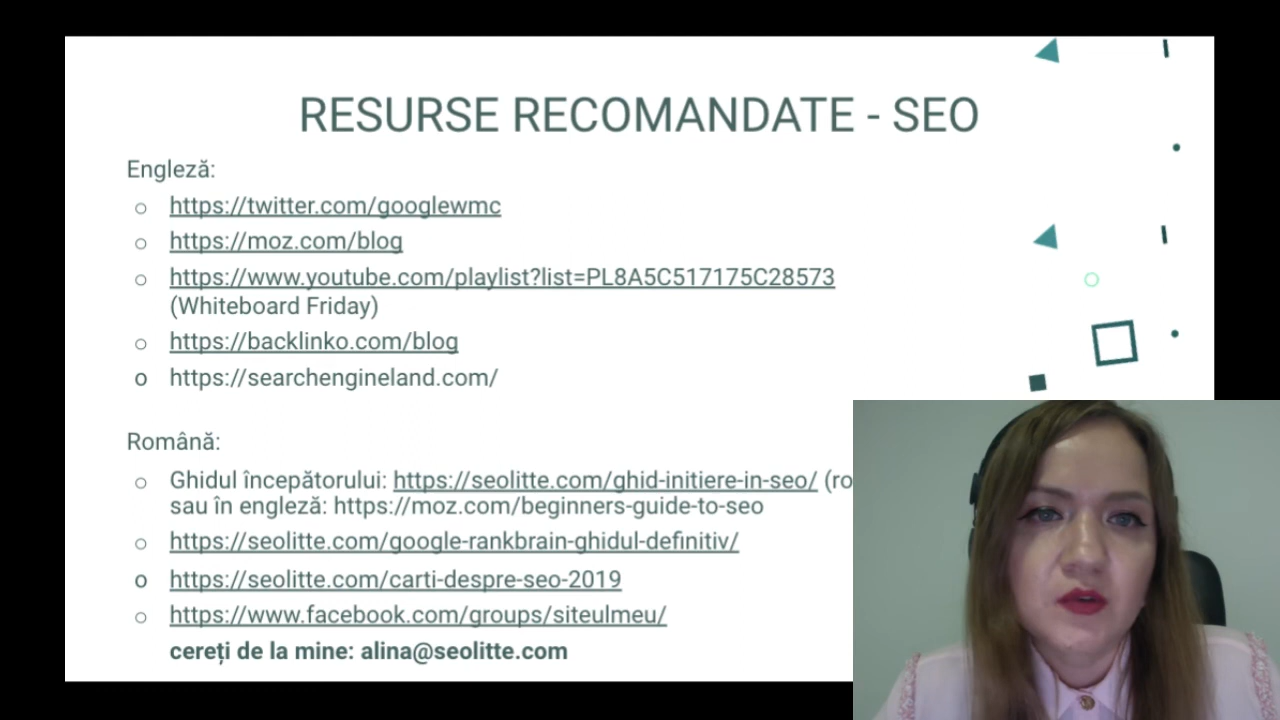 RESURSE RECOMANDATE - SEO
Engleză:
https://twitter.com/googlewmc
https://moz.com/blog
https://www.youtube.com/playlist?list=PL8A5C517175C28573
(Whiteboard Friday)
https://backlinko.com/blog
https://searchengineland.com/
Română:
Ghidul începătorului: https://seolitte.com/ghid-initiere-in-seo/ (ro
sau în engleză: https://moz.com/beginners-guide-to-seo
https://seolitte.com/google-rankbrain-ghidul-definitiv/
https://seolitte.com/carti-despre-seo-2019
https://www.facebook.com/groups/siteulmeu/
cereți de la mine: alina@seolitte.com